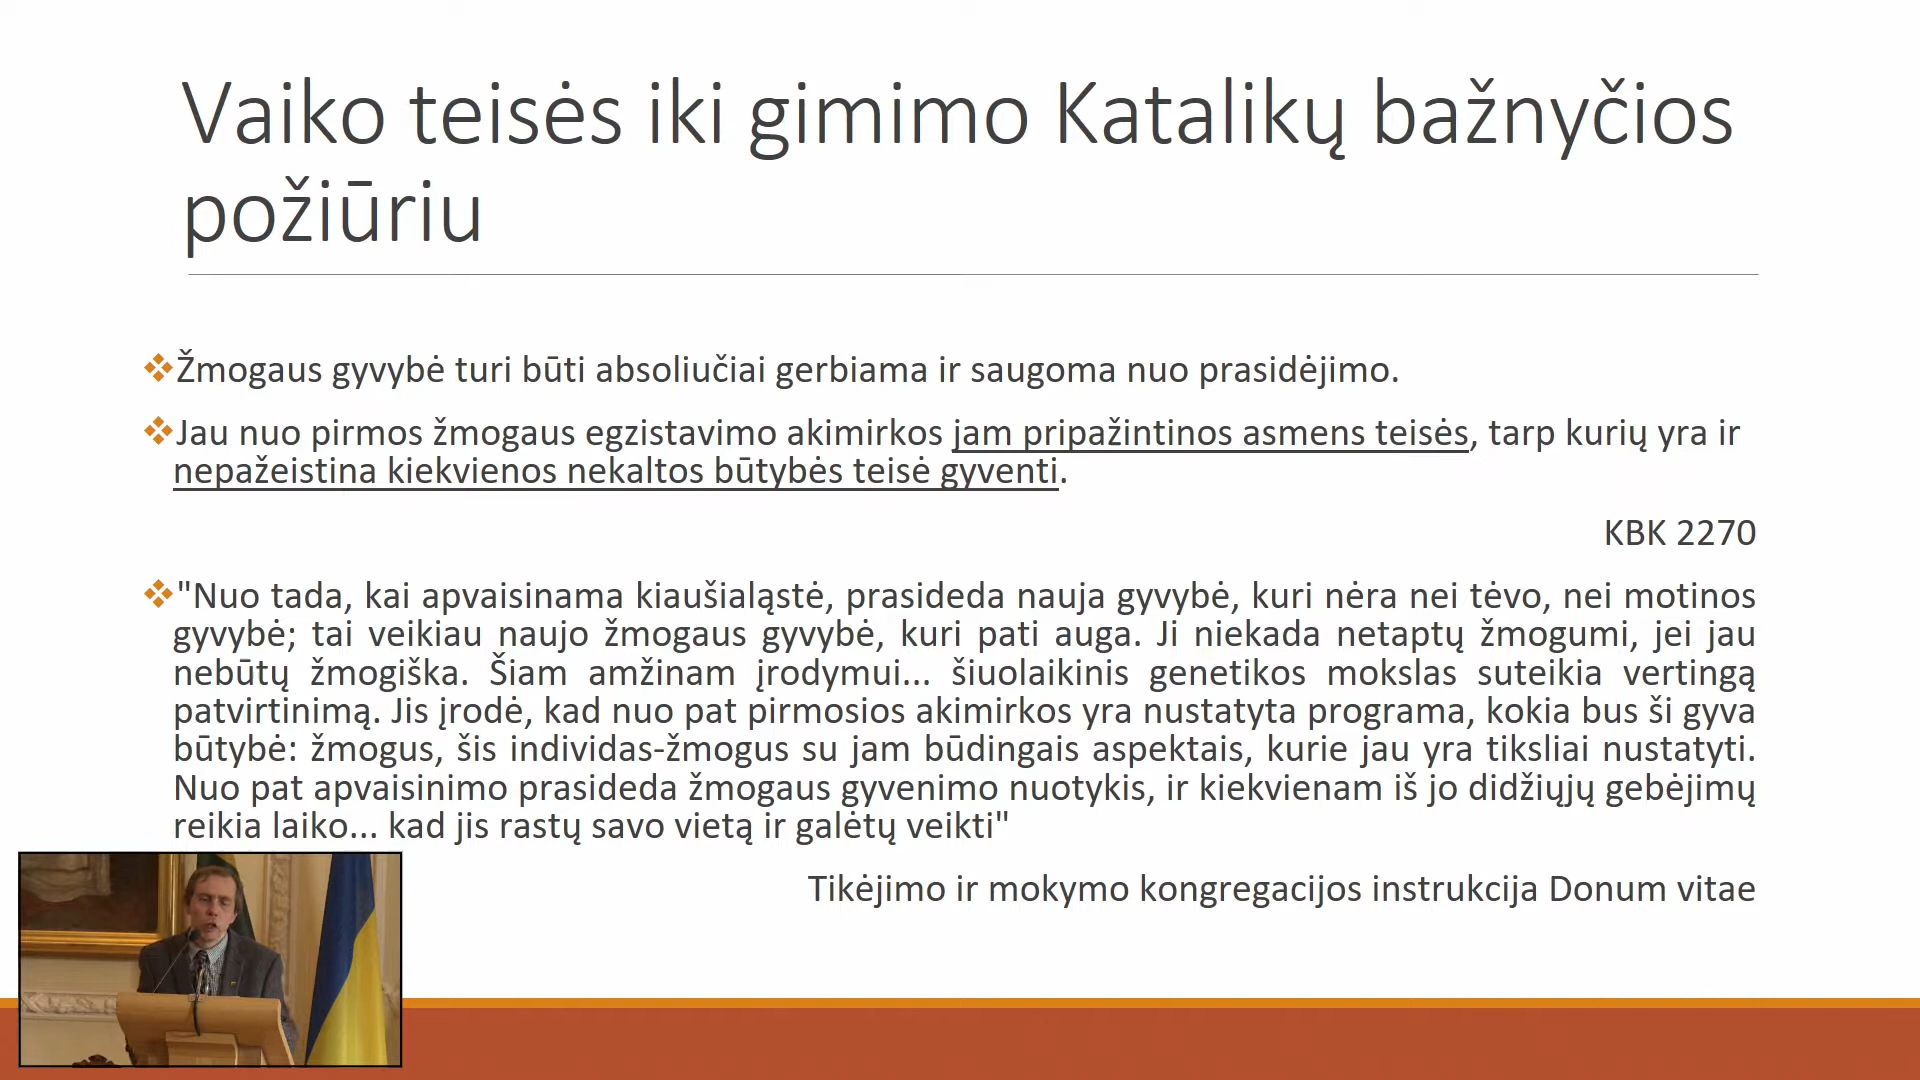 Vaiko teisės iki gimimo Katalikų bažnyčios
požiūriu
❖Žmogaus gyvybė turi būti absoliučiai gerbiama ir saugoma nuo prasidėjimo.
❖Jau nuo pirmos žmogaus egzistavimo akimirkos jam pripažintinos asmens teisės, tarp kurių yra ir
nepažeistina kiekvienos nekaltos būtybės teisė gyventi.
KBK 2270
❖"Nuo tada, kai apvaisinama kiaušialąstė, prasideda nauja gyvybė, kuri nėra nei tėvo, nei motinos
gyvybė; tai veikiau naujo žmogaus gyvybė, kuri pati auga. Ji niekada netaptų žmogumi, jei jau
nebūtų žmogiška. Šiam amžinam įrodymui... šiuolaikinis genetikos mokslas suteikia vertingą
patvirtinimą. Jis įrodė, kad nuo pat pirmosios akimirkos yra nustatyta programa, kokia bus ši gyva
būtybė: žmogus, šis individas-žmogus su jam būdingais aspektais, kurie jau yra tiksliai nustatyti.
Nuo pat apvaisinimo prasideda žmogaus gyvenimo nuotykis, ir kiekvienam iš jo didžiųjų gebėjimų
reikia laiko... kad jis rastų savo vietą ir galėtų veikti"
Tikėjimo ir mokymo kongregacijos instrukcija Donum vitae